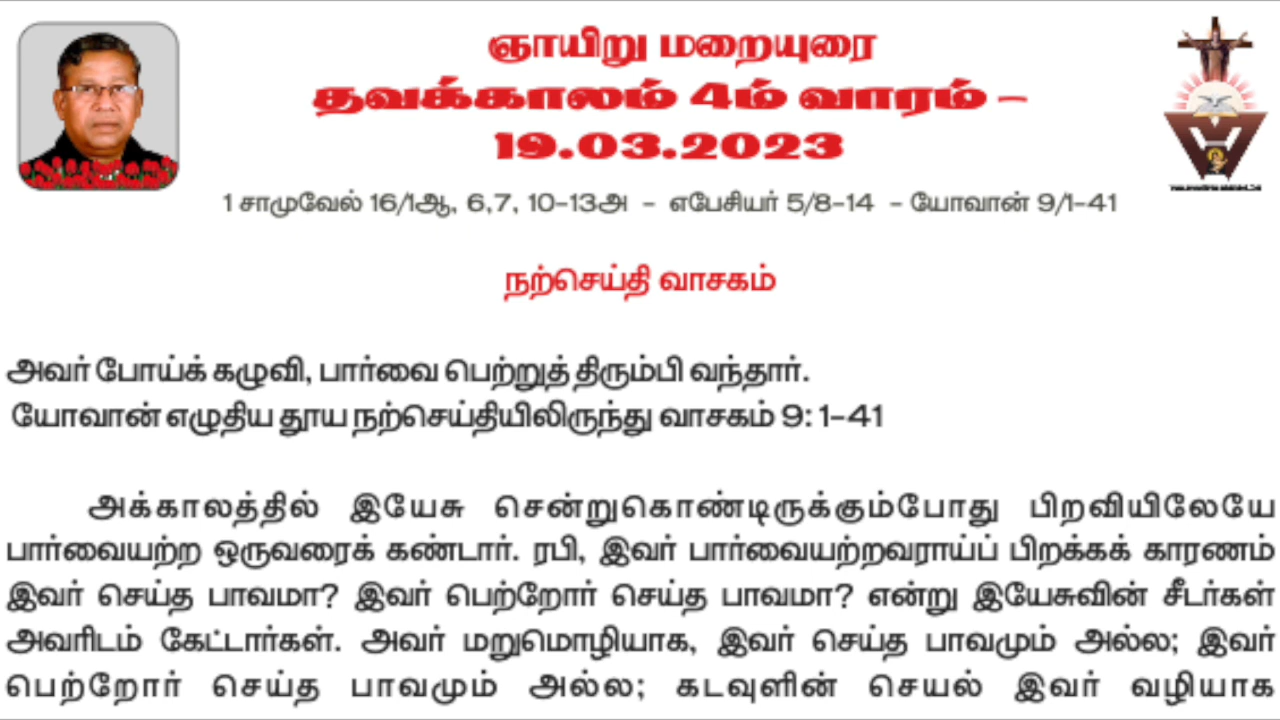 ஞாயிறு மறையுரை
தவக்காலம் 4ம் வாரம் –
19.03.2023
1 சாமுவேல் 16/1ஆ, 6,7, 10-13அ - எபேசியர் 5/8-14 - யோவான் 9/1-41
நற்செய்தி வாசகம்
அவர் போய்க் கழுவி, பார்வை பெற்றுத் திரும்பி வந்தார்.
யோவான் எழுதிய தூய நற்செய்தியிலிருந்து வாசகம் 9: 1-41
அக்காலத்தில் இயேசு சென்றுகொண்டிருக்கும்போது பிறவியிலேயே
பார்வையற்ற ஒருவரைக் கண்டார். ரபி, இவர் பார்வையற்றவராய்ப் பிறக்கக் காரணம்
இவர் செய்த பாவமா? இவர் பெற்றோர் செய்த பாவமா? என்று இயேசுவின் சீடர்கள்
அவரிடம் கேட்டார்கள். அவர் மறுமொழியாக, இவர் செய்த பாவமும் அல்ல; இவர்
பெற்றோர் செய்த பாவமும் அல்ல; கடவுளின் செயல் இவர் வழியாக